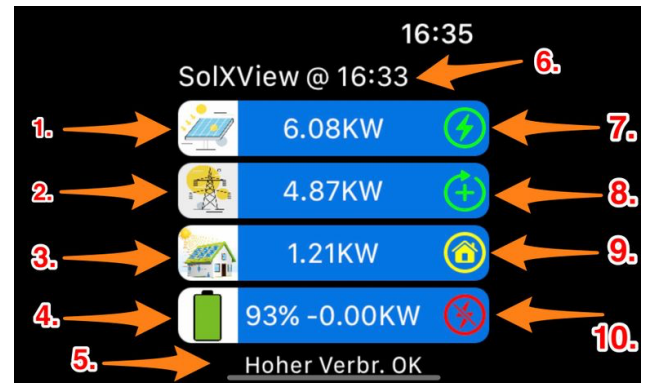 16:35
SolXView @ 16:33
6.
1.
6.08KW
7.
2.
4.87KW
8.
3.
1.21KW
9.
4.
93% -0.00KW
10.
5.
Hoher Verbr. OK